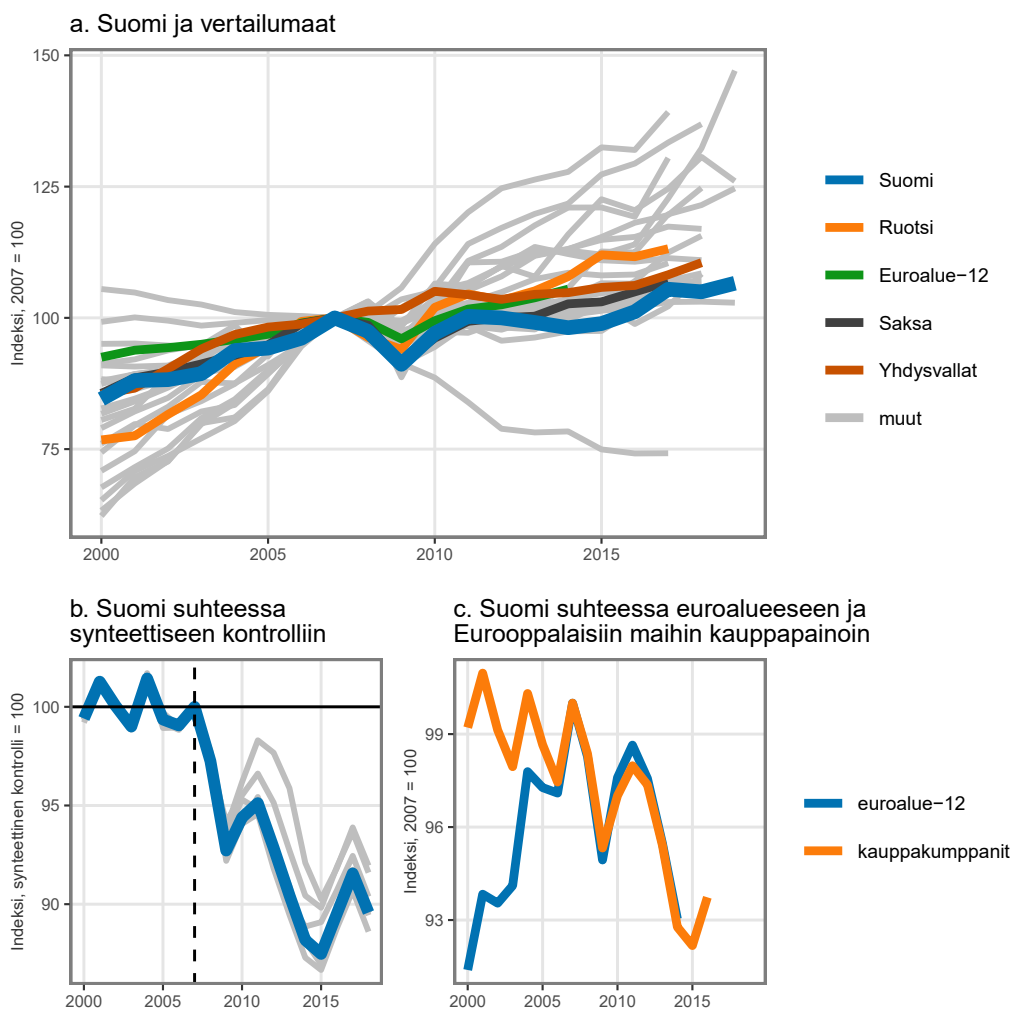 a. Suomi ja vertailumaat
150
125
100
75
Indeksi, 2007 = 100
2000
2005
2010
2015
Suomi
Ruotsi
Euroalue−12
Saksa
Yhdysvallat
muut
b. Suomi suhteessa
synteettiseen kontrolliin
100
95
90
Indeksi, synteettinen kontrolli = 100
2000
2005
2010
2015
c. Suomi suhteessa euroalueeseen ja
Eurooppalaisiin maihin kauppapainoin
99
96
93
Indeksi, 2007 = 100
2000
2005
2010
2015
euroalue−12
kauppakumppanit